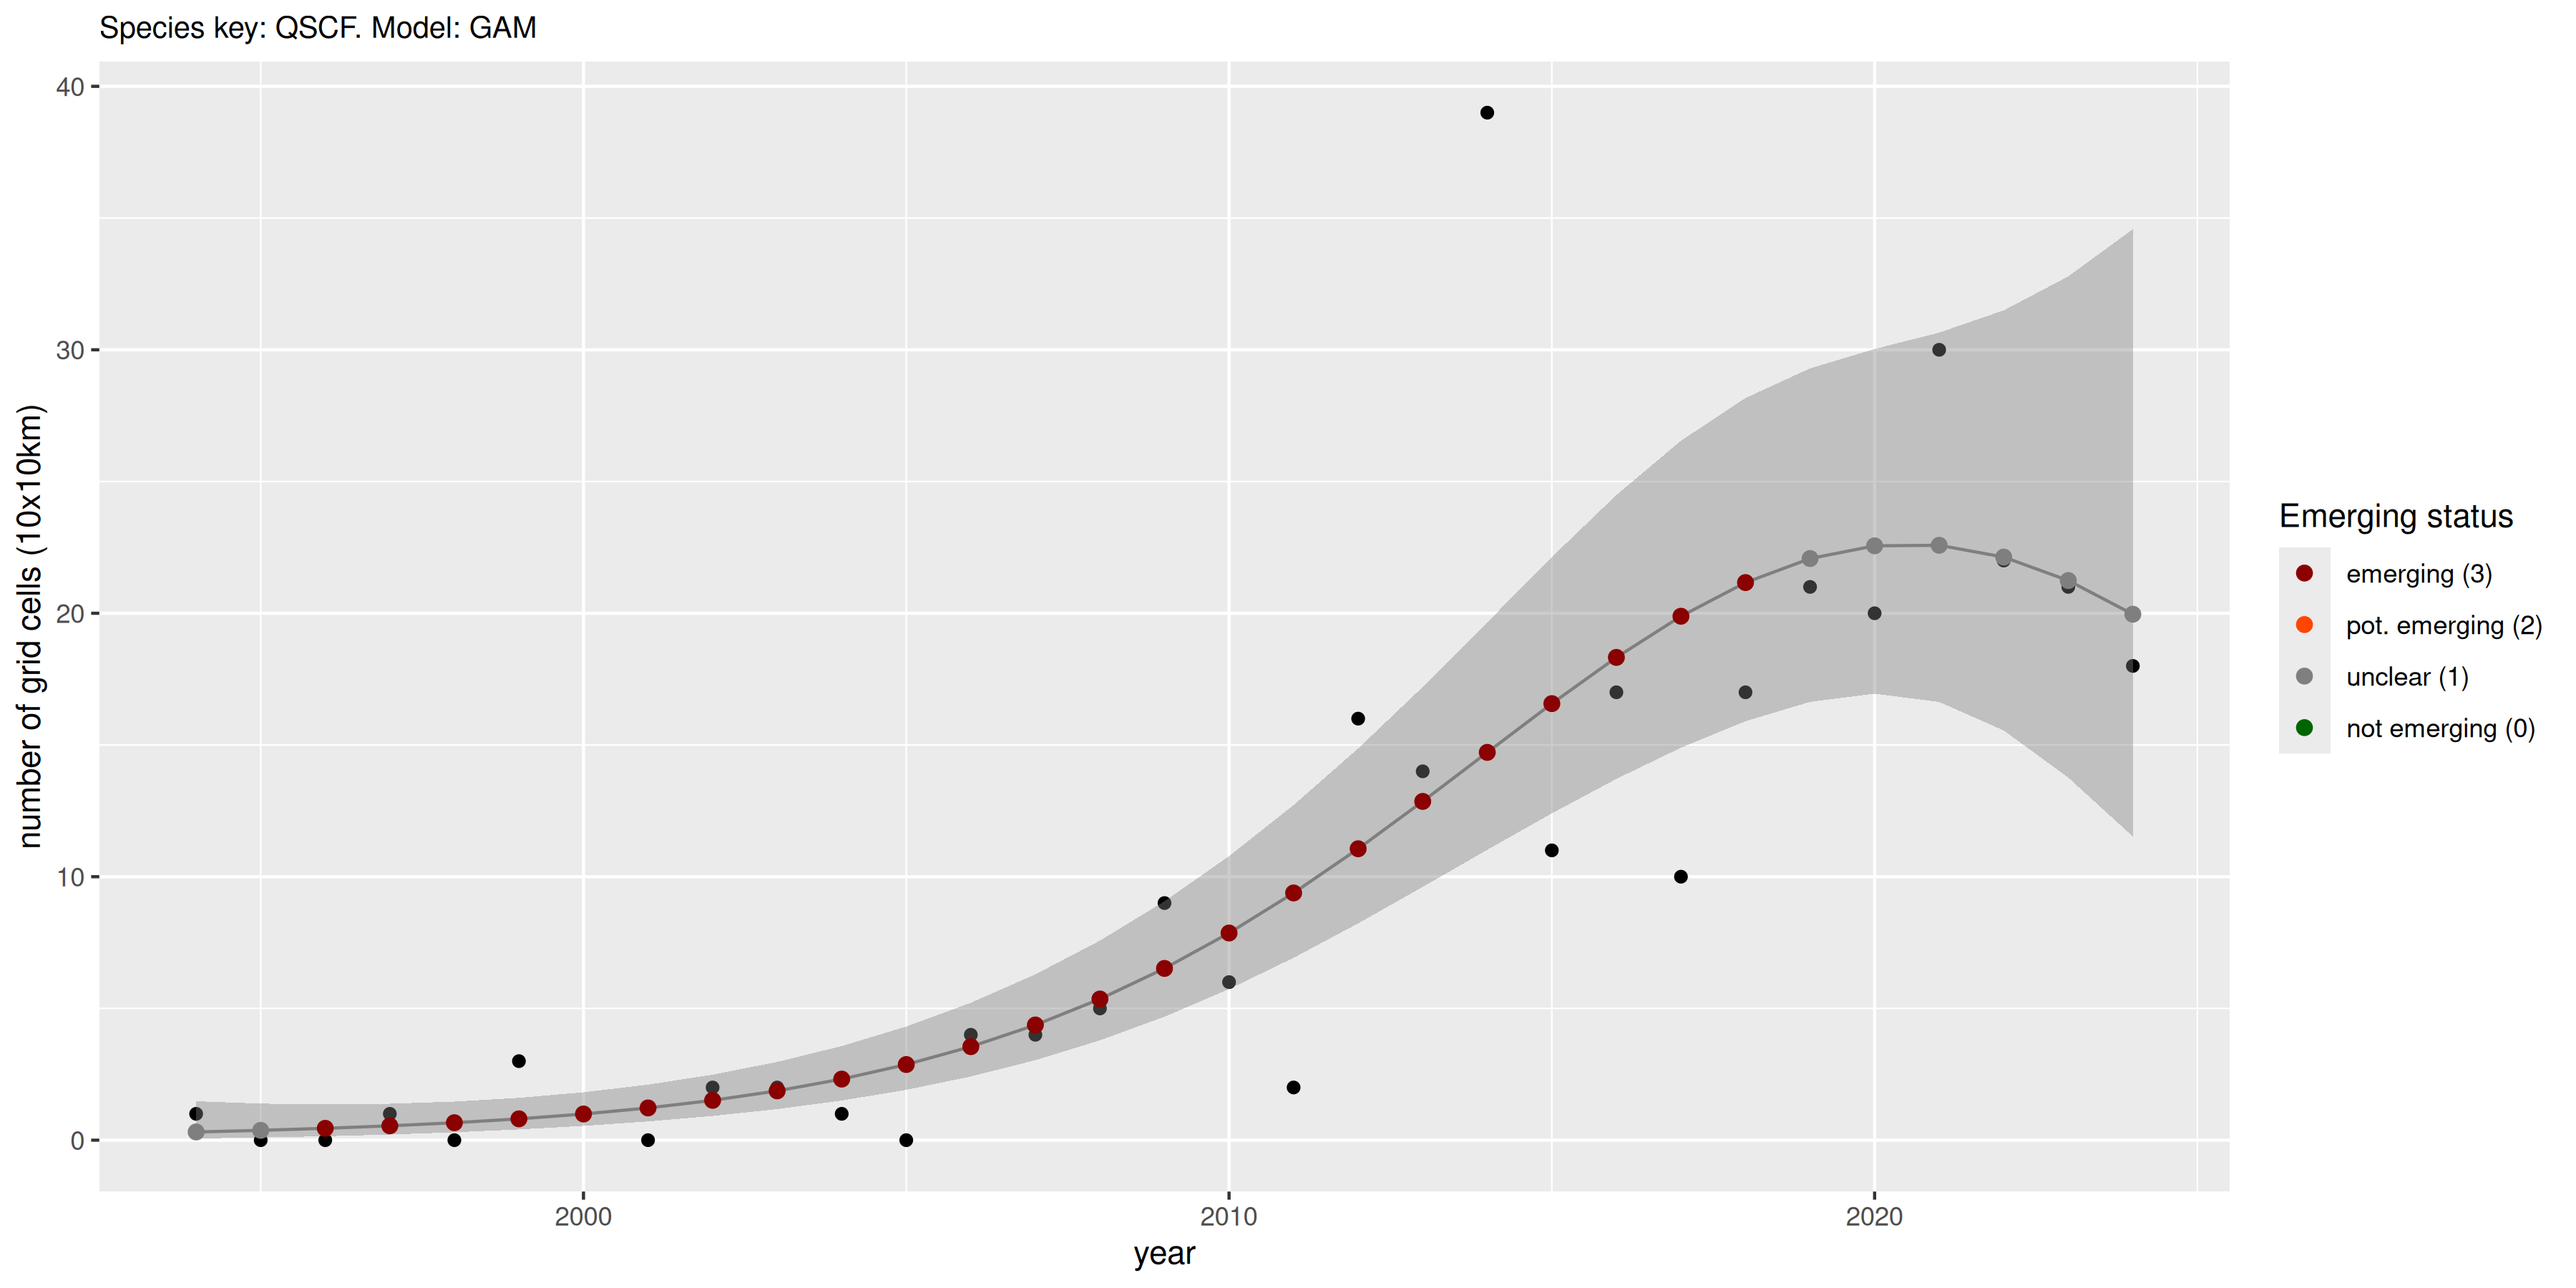 Species key: QSCF. Model: GAM
40
30
20
10
0
number of grid cells (10x10km)
2000
2010
2020
year
Emerging status
emerging (3)
pot. emerging (2)
unclear (1)
not emerging (0)